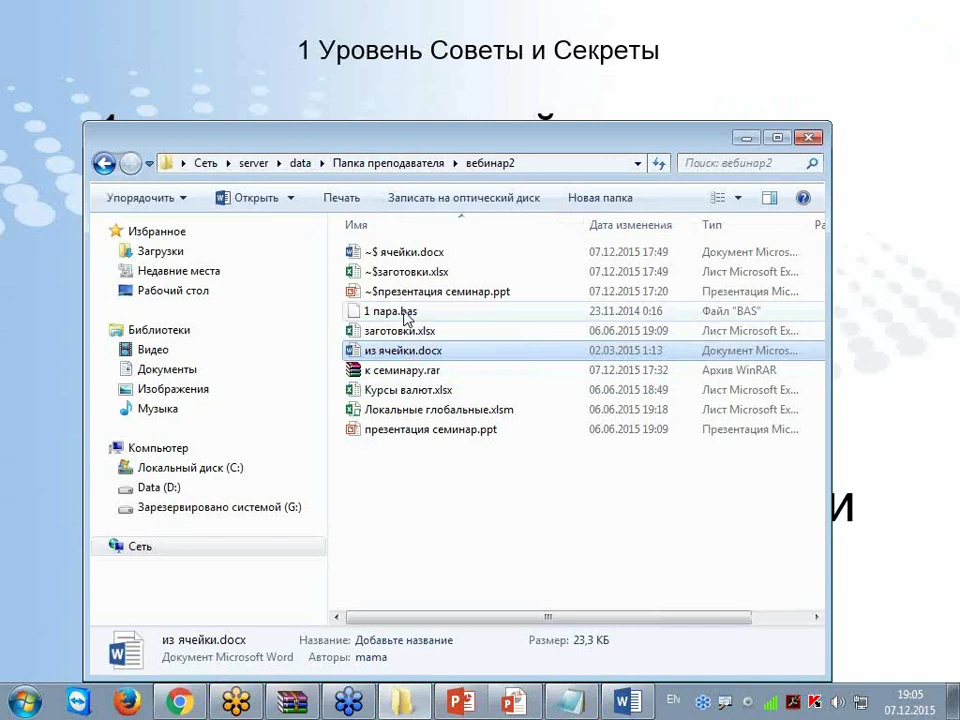 1 Уровень Советы и Секреты
Сеть server data Папка преподавателя вебинар2
Поиск: вебинар2
Упорядочить Открыть Печать Записать на оптический диск Новая папка
Имя Дата изменения Тип Ра
~$ ячейки.docx 07.12.2015 17:49 Документ Micros...
~$заготовки.xlsx 07.12.2015 17:49 Лист Microsoft Ex...
~$презентация семинар.ppt 07.12.2015 17:20 Презентация Mi...
1 пара.bas 23.11.2014 0:16 Файл "BAS"
заготовки.xlsx 06.06.2015 19:09 Лист Microsoft Ex...
из ячейки.docx 02.03.2015 1:13 Документ Micros...
к семинару.rar 07.12.2015 17:32 Архив WinRAR
Курсы валют.xlsx 06.06.2015 18:49 Лист Microsoft Ex...
Локальные глобальные.xlsm 06.06.2015 19:18 Лист Microsoft Ex...
презентация семинар.ppt 06.06.2015 19:09 Презентация Mi...
Избранное
Загрузки
Недавние места
Рабочий стол
Библиотеки
Видео
Документы
Изображения
Музыка
Компьютер
Локальный диск (C:)
Data (D:)
Зарезервировано системой (G:)
Сеть
и
из ячейки.docx Название: Добавьте название Размер: 23,3 КБ
Документ Microsoft Word Авторы: mama
EN
19:05
07.12.2015